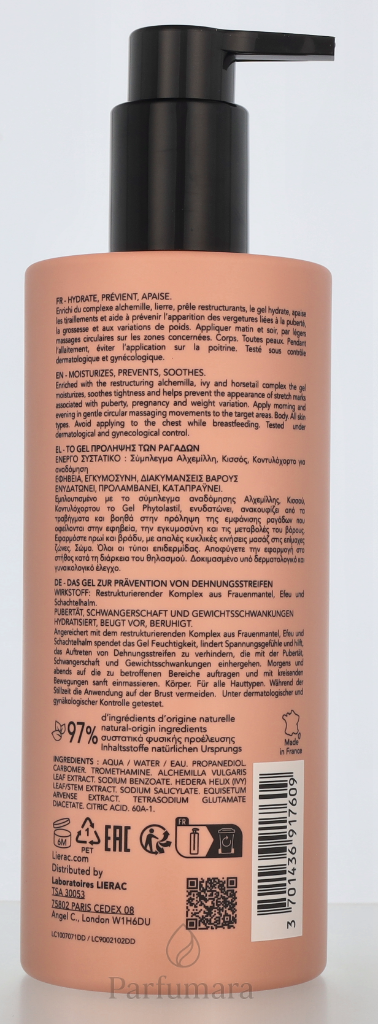 FR - HYDRATE, PRÉVIENT, APAISE.
Enrichi du complexe alchemille, lierre, prêle restructurants, le gel hydrate, apaise
les tiraillements et aide à prévenir l'apparition des vergetures liées à la puberté,
la grossesse et aux variations de poids. Appliquer matin et soir, par légers
massages circulaires sur les zones concernées. Corps. Toutes peaux. Pendant
l'allaitement, éviter l'application sur la poitrine. Testé sous contrôle
dermatologique et gynécologique.
EN - MOISTURIZES, PREVENTS, SOOTHES.
Enriched with the restructuring alchemilla, ivy and horsetail complex the gel
moisturizes, soothes tightness and helps prevent the appearance of stretch marks
associated with puberty, pregnancy and weight variation. Apply morning and
evening in gentle circular massaging movements to the target areas. Body. All skin
types. Avoid applying to the chest while breastfeeding. Tested under
dermatological and gynecological control.
EL - ΤΟ GEL ΠΡΟΛΗΨΗΣ ΤΩΝ ΡΑΓΑΔΩΝ
ΕΝΕΡΓΟ ΣΥΣΤΑΤΙΚΟ : Σύμπλεγμα Αλχεμίλλη, Κισσός, Κοντυλόχορτο για
αναδόμηση
ΕΦΗΒΕΙΑ, ΕΓΚΥΜΟΣΥΝΗ, ΔΙΑΚΥΜΑΝΣΕΙΣ ΒΑΡΟΥΣ
ΕΝΥΔΑΤΩΝΕΙ, ΠΡΟΛΑΜΒΑΝΕΙ, ΚΑΤΑΠΡΑΫΝΕΙ.
Εμπλουτισμένο με το σύμπλεγμα αναδόμησης Αλχεμίλλης, Κισσού,
Κοντυλόχορτου το Gel Phytolastil, ενυδατώνει, ανακουφίζει από το
τραβήγματα και βοηθά στην πρόληψη της εμφάνισης ραγάδων που
οφείλονται στην εφηβεία, την εγκυμοσύνη και τις μεταβολές του βάρους.
Εφαρμόστε πρωί και βράδυ, με απαλές κυκλικές κινήσεις μασάζ στις επίμαχες
ζώνες. Σώμα. Όλοι οι τύποι επιδερμίδας. Αποφύγετε την εφαρμογή στο
στήθος κατά τη διάρκεια του θηλασμού. Δοκιμασμένο υπό δερματολογικό και
γυναικολογικό έλεγχο.
DE - DAS GEL ZUR PRÄVENTION VON DEHNUNGSSTREIFEN
WIRKSTOFF: Restrukturierender Komplex aus Frauenmantel, Efeu und
Schachtelhalm.
PUBERTÄT, SCHWANGERSCHAFT UND GEWICHTSSCHWANKUNGEN
HYDRATISIERT, BEUGT VOR, BERUHIGT.
Angereichert mit dem restrukturierenden Komplex aus Frauenmantel, Efeu und
Schachtelhalm spendet das Gel Feuchtigkeit, lindert Spannungsgefühle und hilft,
das Auftreten von Dehnungsstreifen zu verhindern, die mit der Pubertät,
Schwangerschaft und Gewichtsschwankungen einhergehen. Morgens und
abends auf die zu betroffenen Bereiche auftragen und mit kreisenden
Bewegungen sanft einmassieren. Körper. Für alle Hauttypen. Während der
Stillzeit die Anwendung auf der Brust vermeiden. Unter dermatologischer und
gynäkologischer Kontrolle getestet.
97%
d'ingrédients d'origine naturelle
natural-origin ingredients
συστατικά φυσικής προέλευσης
Inhaltsstoffe natürlichen Ursprungs
Made
in France
INGREDIENTS : AQUA / WATER / EAU. PROPANEDIOL.
CARBOMER. TROMETHAMINE. ALCHEMILLA VULGARIS
LEAF EXTRACT. SODIUM BENZOATE. HEDERA HELIX (IVY)
LEAF/STEM EXTRACT. SODIUM SALICYLATE. EQUISETUM
ARVENSE EXTRACT. TETRASODIUM GLUTAMATE
DIACETATE. CITRIC ACID. 60A-1.
6M
1
PET
EAC
FR
Lierac.com
Distributed by
Laboratoires LIERAC
TSA 30053
75802 PARIS CEDEX 08
Angel C., London W1H6DU
LC1007071DD / LC9002102DD
3 701436 917609
Parfumara